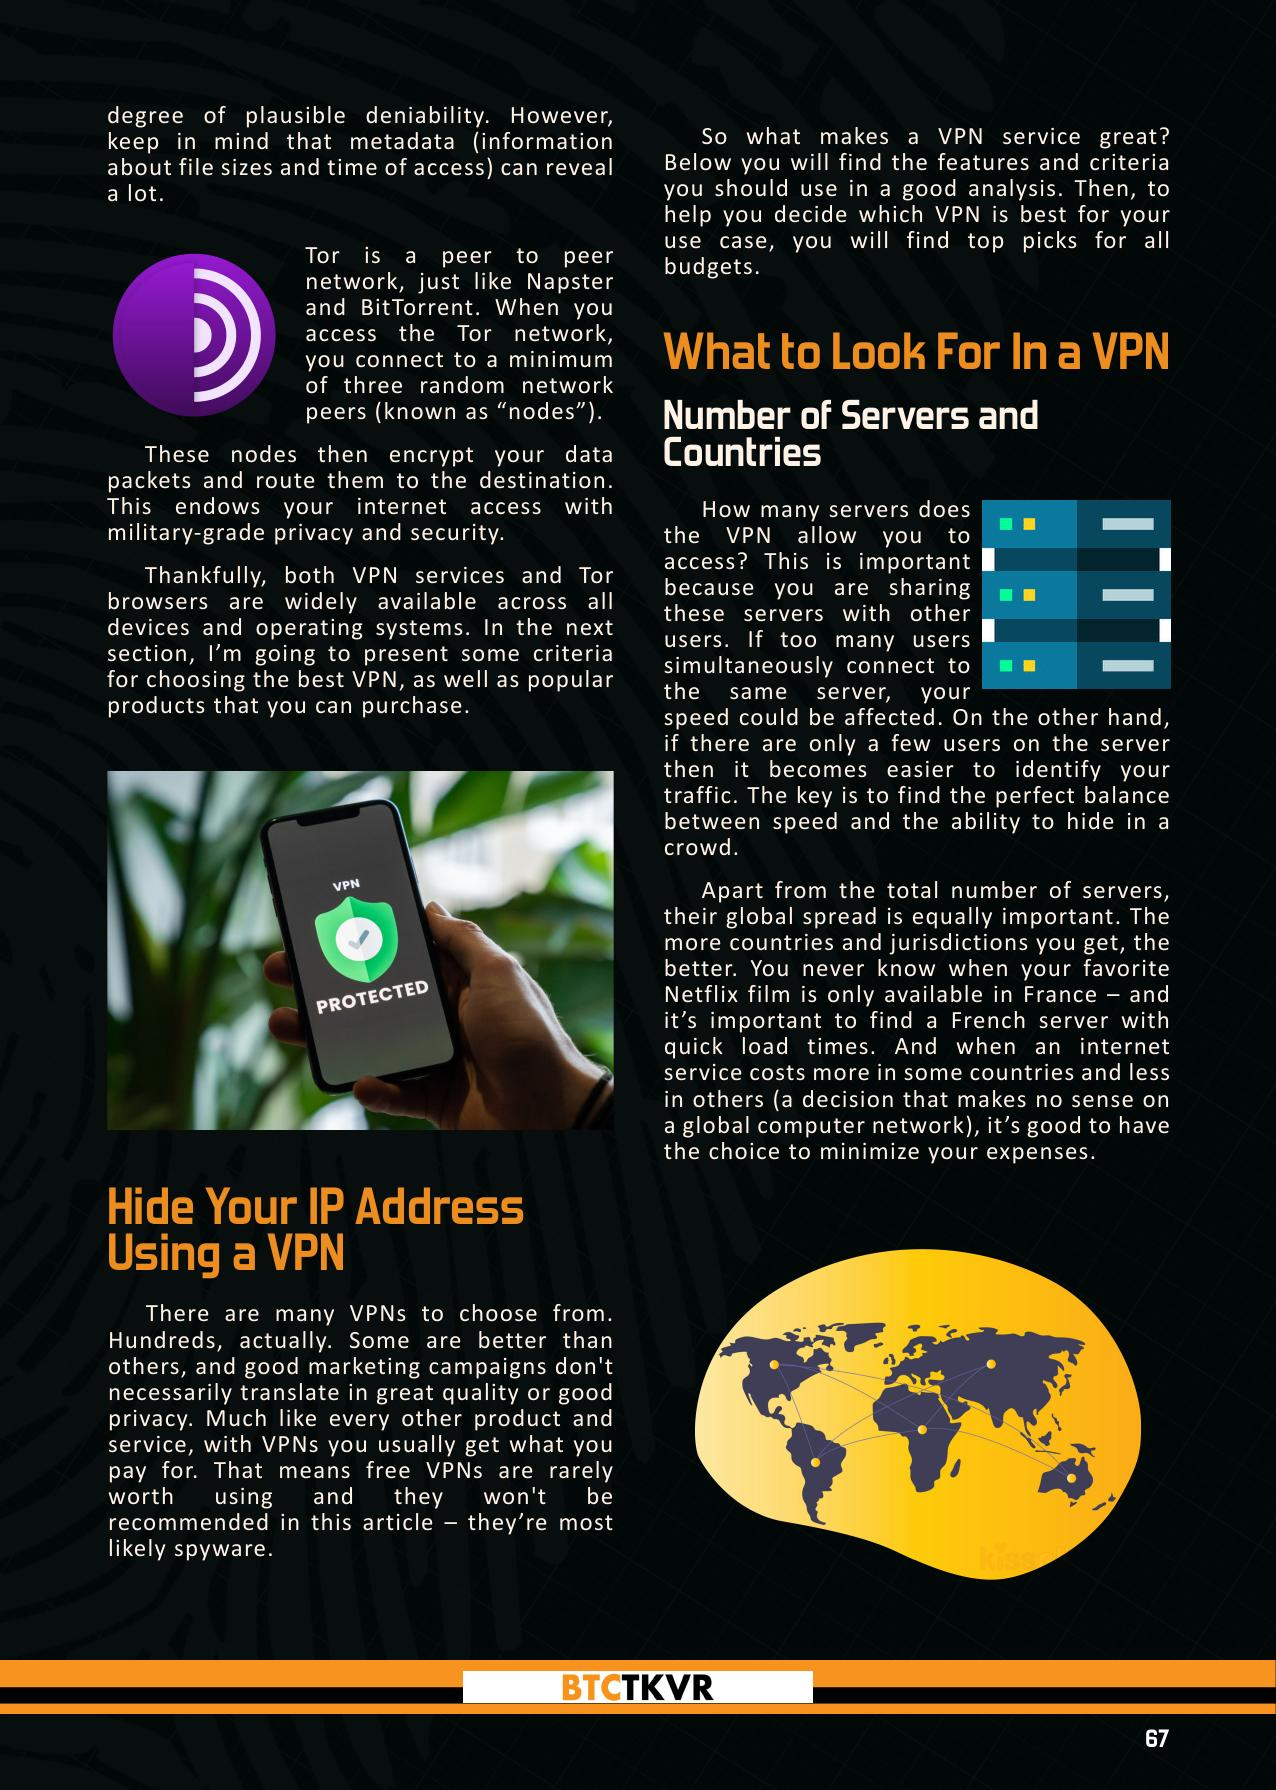 degree of plausible deniability. However,
keep in mind that metadata (information
about file sizes and time of access) can reveal
a lot.
Tor is a peer to peer
network, just like Napster
and BitTorrent. When you
access the Tor network,
you connect to a minimum
of three random network
peers (known as “nodes”).
These nodes then encrypt your data
packets and route them to the destination.
This endows your internet access with
military-grade privacy and security.
Thankfully, both VPN services and Tor
browsers are widely available across all
devices and operating systems. In the next
section, I’m going to present some criteria
for choosing the best VPN, as well as popular
products that you can purchase.
VPN
PROTECTED
Hide Your IP Address
Using a VPN
There are many VPNs to choose from.
Hundreds, actually. Some are better than
others, and good marketing campaigns don't
necessarily translate in great quality or good
privacy. Much like every other product and
service, with VPNs you usually get what you
pay for. That means free VPNs are rarely
worth using and they won't be
recommended in this article – they’re most
likely spyware.
So what makes a VPN service great?
Below you will find the features and criteria
you should use in a good analysis. Then, to
help you decide which VPN is best for your
use case, you will find top picks for all
budgets.
What to Look For In a VPN
Number of Servers and
Countries
How many servers does
the VPN allow you to
access? This is important
because you are sharing
these servers with other
users. If too many users
simultaneously connect to
the same server, your
speed could be affected. On the other hand,
if there are only a few users on the server
then it becomes easier to identify your
traffic. The key is to find the perfect balance
between speed and the ability to hide in a
crowd.
Apart from the total number of servers,
their global spread is equally important. The
more countries and jurisdictions you get, the
better. You never know when your favorite
Netflix film is only available in France – and
it’s important to find a French server with
quick load times. And when an internet
service costs more in some countries and less
in others (a decision that makes no sense on
a global computer network), it’s good to have
the choice to minimize your expenses.
BTCTKVR
67